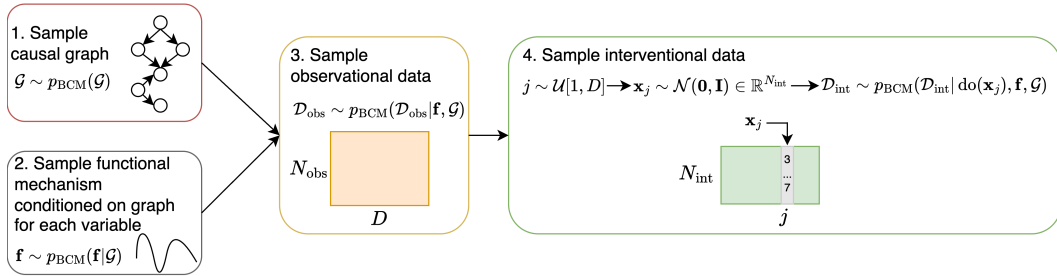 1. Sample
causal graph
𝒢 ∼ p_BCM(𝒢)
2. Sample functional
mechanism
conditioned on graph
for each variable
𝐟 ∼ p_BCM(𝐟|𝒢)
3. Sample
observational data
𝒟_obs ∼ p_BCM(𝒟_obs|𝐟, 𝒢)
N_obs
D
4. Sample interventional data
j ∼ 𝒰[1, D] → 𝐱_j ∼ 𝒩(𝟎, 𝐈) ∈ ℝ^{N_int} → 𝒟_int ∼ p_BCM(𝒟_int| do(𝐱_j), 𝐟, 𝒢)
𝐱_j
N_int
3
...
7
j